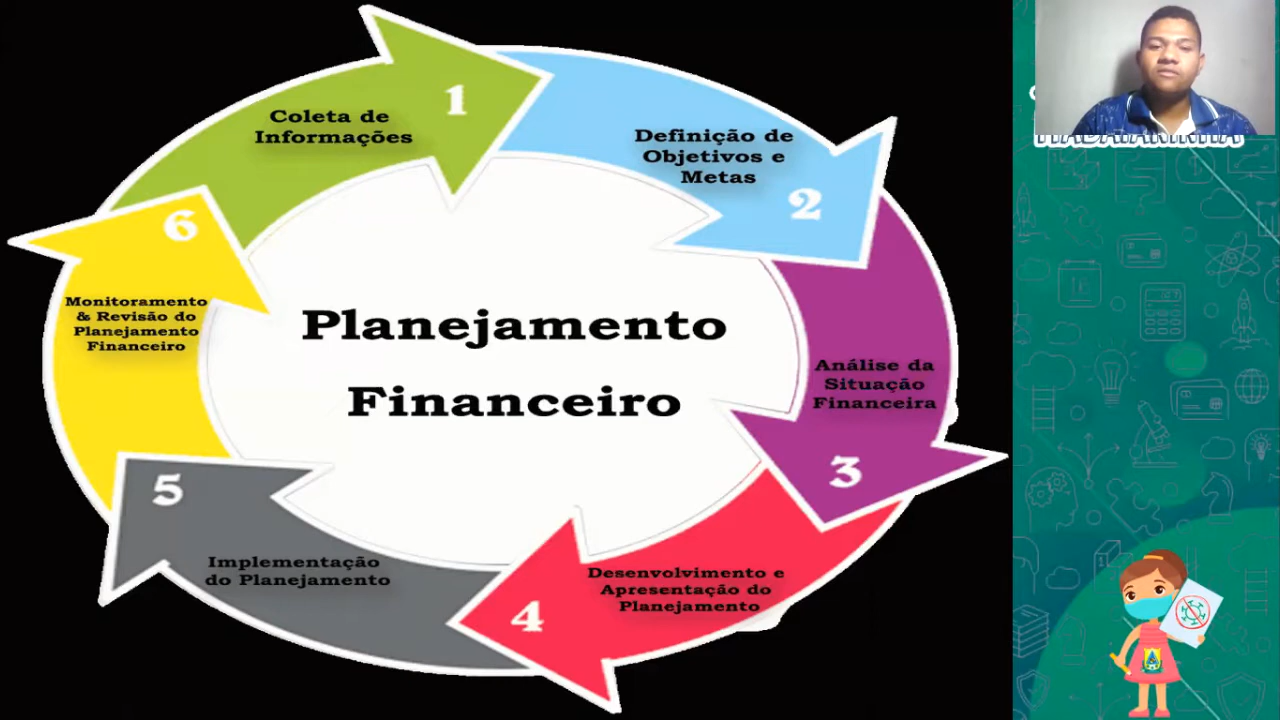 1
Coleta de
Informações
Definição de
Objetivos e
Metas
2
Análise da
Situação
Financeira
3
Desenvolvimento e
Apresentação do
Planejamento
4
Implementação
do Planejamento
5
Monitoramento
& Revisão do
Planejamento
Financeiro
6
Planejamento
Financeiro